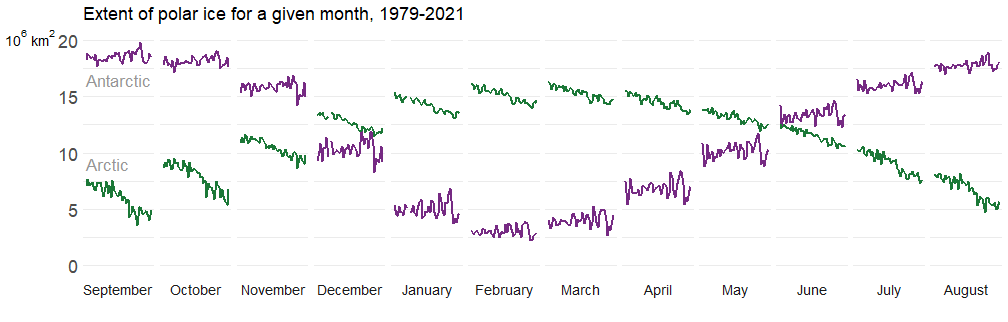 Extent of polar ice for a given month, 1979-2021
10⁶ km²
20
Antarctic
15
10
Arctic
5
0
September October November December January February March April May June July August